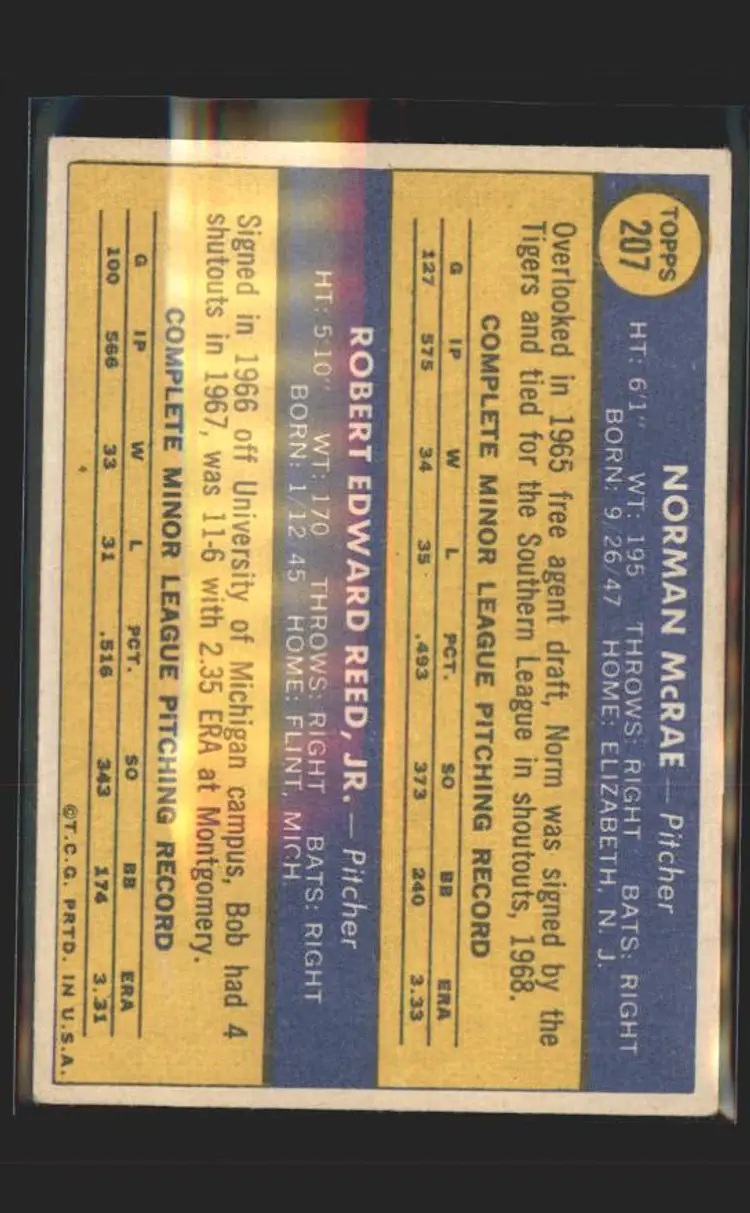 TOPPS
207
NORMAN McRAE — Pitcher
HT: 6'1" WT: 195 THROWS: RIGHT BATS: RIGHT
BORN: 9/26/47 HOME: ELIZABETH, N. J.
Overlooked in 1965 free agent draft, Norm was signed by the
Tigers and tied for the Southern League in shoutouts, 1968.
COMPLETE MINOR LEAGUE PITCHING RECORD
G IP W L PCT. SO BB ERA
127 575 34 35 .493 373 240 3.33
ROBERT EDWARD REED, JR. — Pitcher
HT: 5'10" WT: 170 THROWS: RIGHT BATS: RIGHT
BORN: 1/12 45 HOME: FLINT, MICH.
Signed in 1966 off University of Michigan campus, Bob had 4
shutouts in 1967, was 11-6 with 2.35 ERA at Montgomery.
COMPLETE MINOR LEAGUE PITCHING RECORD
G IP W L PCT. SO BB ERA
100 566 33 31 .516 343 174 3.31
©T.C.G. PRTD. IN U.S.A.